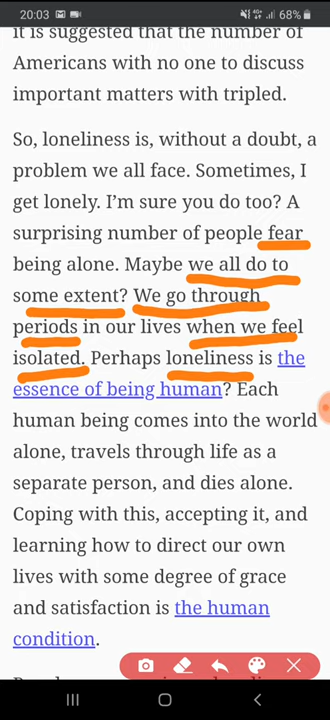 20:03 4G+ 68%
it is suggested that the number of
Americans with no one to discuss
important matters with tripled.
So, loneliness is, without a doubt, a
problem we all face. Sometimes, I
get lonely. I’m sure you do too? A
surprising number of people fear
being alone. Maybe we all do to
some extent? We go through
periods in our lives when we feel
isolated. Perhaps loneliness is the
essence of being human? Each
human being comes into the world
alone, travels through life as a
separate person, and dies alone.
Coping with this, accepting it, and
learning how to direct our own
lives with some degree of grace
and satisfaction is the human
condition.